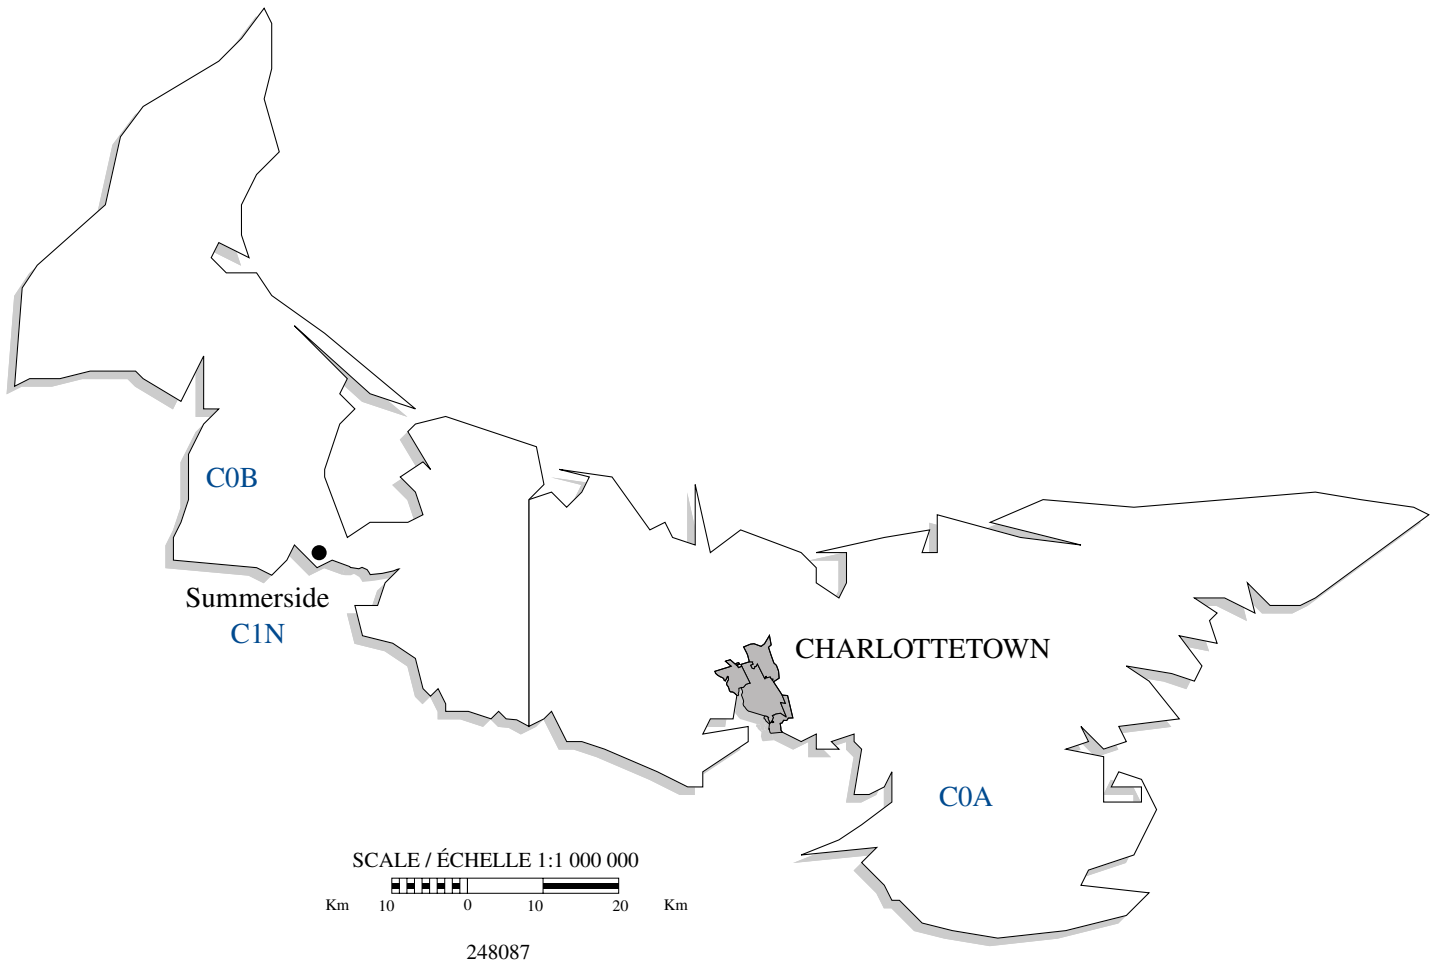 C0B
Summerside
C1N
CHARLOTTETOWN
C0A
SCALE / ÉCHELLE 1:1 000 000
Km 10 0 10 20 Km
248087